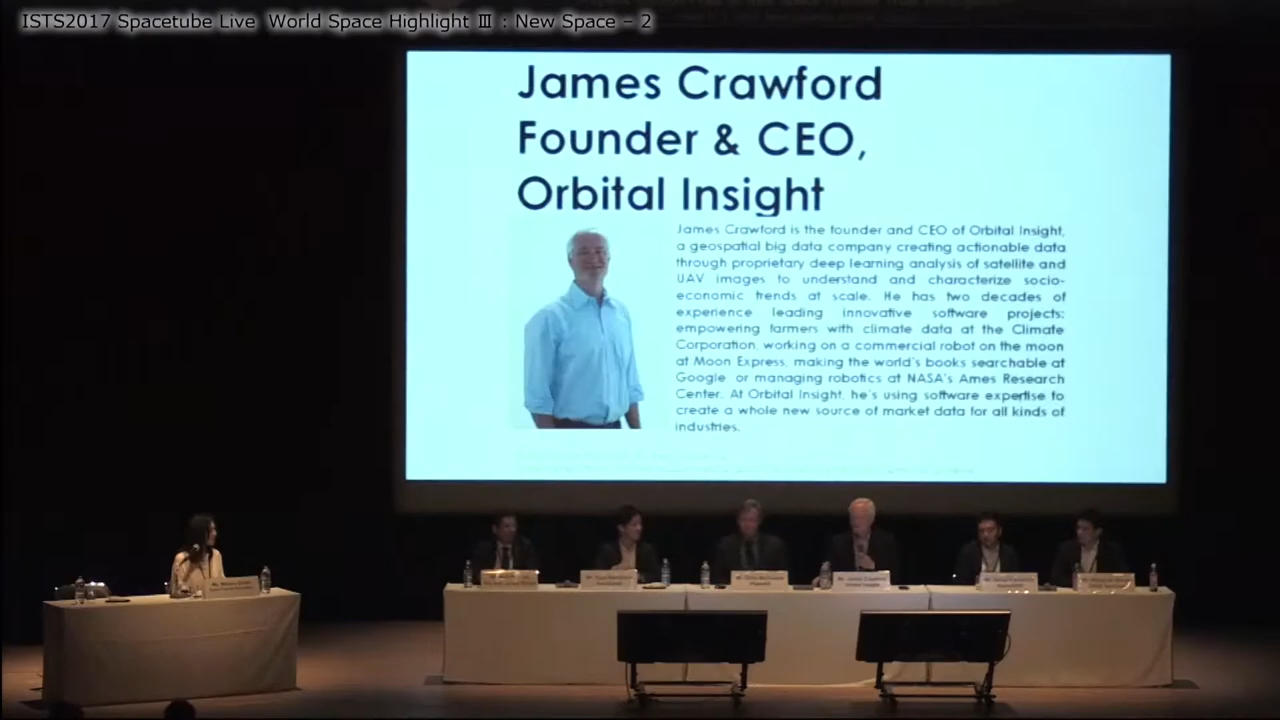 ISTS2017 Spacetube Live World Space Highlight Ⅲ : New Space – 2
James Crawford
Founder & CEO,
Orbital Insight
James Crawford is the founder and CEO of Orbital Insight,
a geospatial big data company creating actionable data
through proprietary deep learning analysis of satellite and
UAV images to understand and characterize socio-
economic trends at scale. He has two decades of
experience leading innovative software projects:
empowering farmers with climate data at the Climate
Corporation, working on a commercial robot on the moon
at Moon Express, making the world's books searchable at
Google or managing robotics at NASA's Ames Research
Center. At Orbital Insight, he's using software expertise to
create a whole new source of market data for all kinds of
industries.